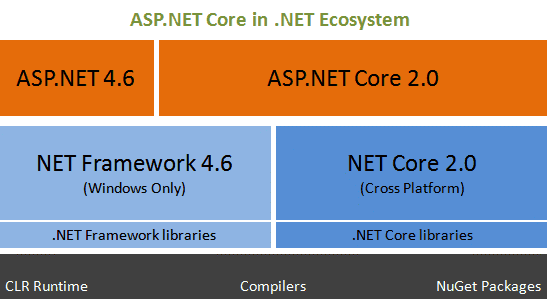 ASP.NET Core in .NET Ecosystem
ASP.NET 4.6
ASP.NET Core 2.0
NET Framework 4.6
(Windows Only)
NET Core 2.0
(Cross Platform)
.NET Framework libraries
.NET Core libraries
CLR Runtime
Compilers
NuGet Packages